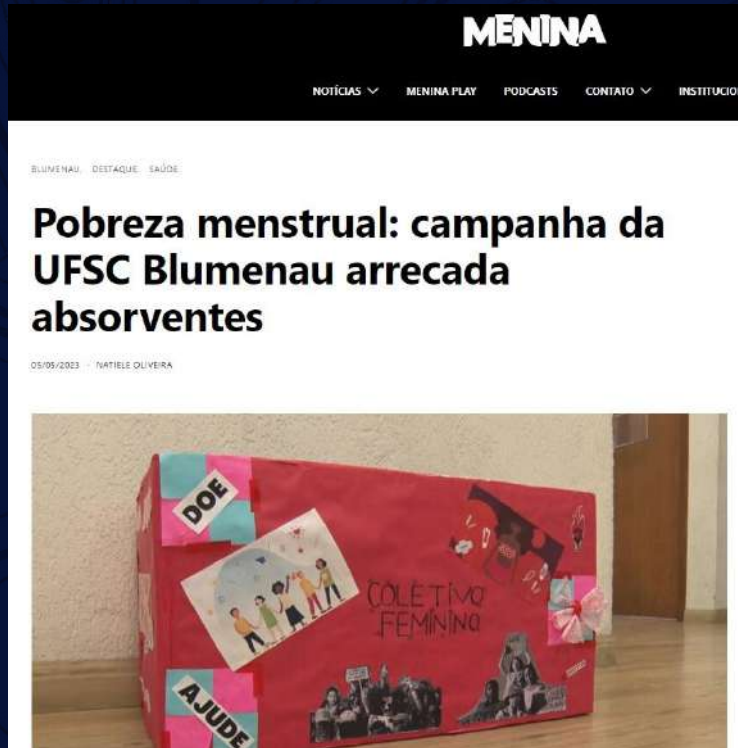 MENINA
NOTÍCIAS MENINA PLAY PODCASTS CONTATO INSTITUCIO
BLUMENAU, DESTAQUE, SAÚDE
Pobreza menstrual: campanha da
UFSC Blumenau arrecada
absorventes
05/05/2023 - NATIELE OLIVEIRA
DOE
COLETIVO
FEMININO
AJUDE